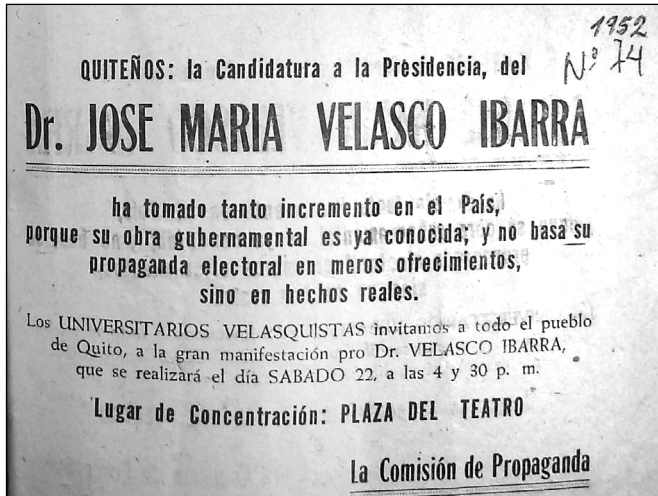 1952
Nº 74
QUITEÑOS: la Candidatura a la Presidencia, del
Dr. JOSE MARIA VELASCO IBARRA
ha tomado tanto incremento en el País,
porque su obra gubernamental es ya conocida; y no basa su
propaganda electoral en meros ofrecimientos,
sino en hechos reales.
Los UNIVERSITARIOS VELASQUISTAS invitamos a todo el pueblo
de Quito, a la gran manifestación pro Dr. VELASCO IBARRA,
que se realizará el día SABADO 22, a las 4 y 30 p. m.
Lugar de Concentración: PLAZA DEL TEATRO
La Comisión de Propaganda